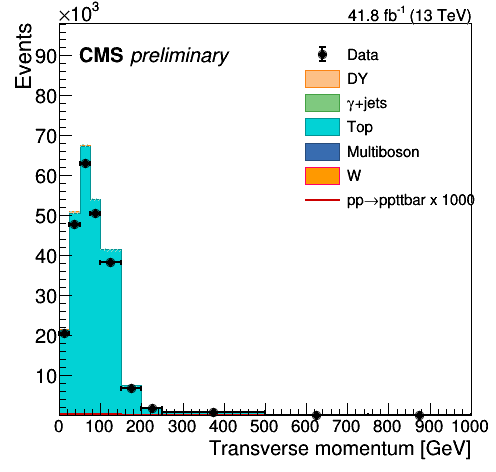 ×10³
41.8 fb⁻¹ (13 TeV)
Events
CMS preliminary
Data
DY
γ+jets
Top
Multiboson
W
pp→ppttbar x 1000
90
80
70
60
50
40
30
20
10
0 100 200 300 400 500 600 700 800 900 1000
Transverse momentum [GeV]